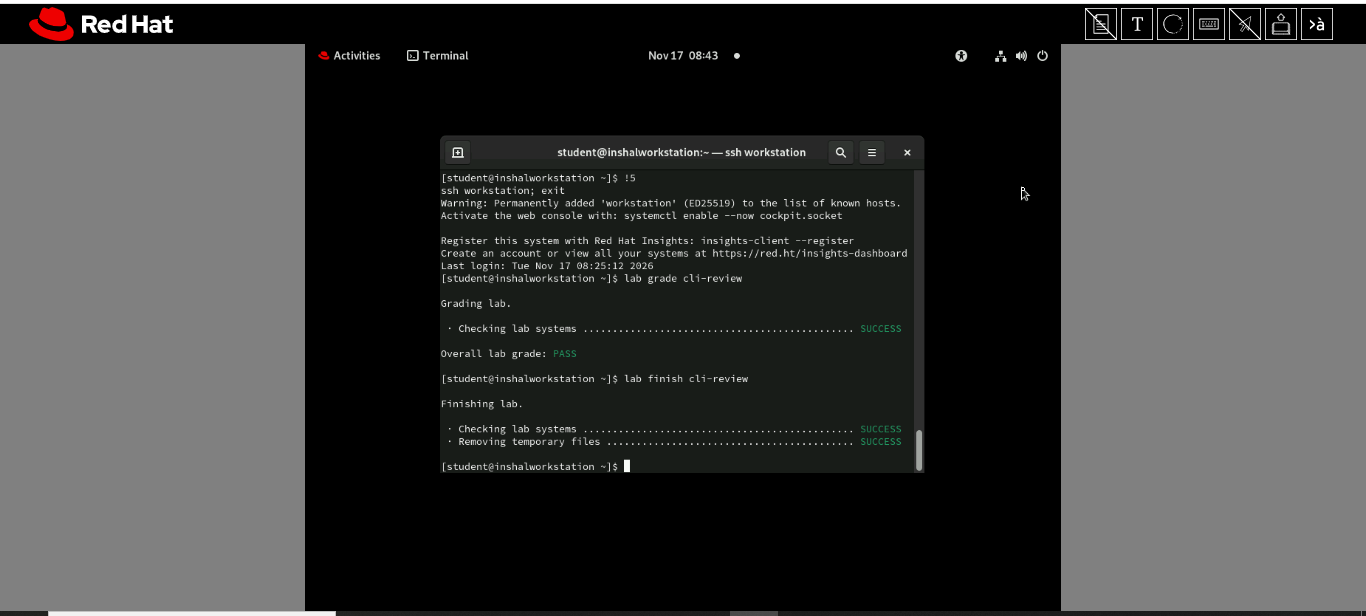 Red Hat
T
>à
Activities
Terminal
Nov 17 08:43
student@inshalworkstation:~ — ssh workstation
[student@inshalworkstation ~]$ !5
ssh workstation; exit
Warning: Permanently added 'workstation' (ED25519) to the list of known hosts.
Activate the web console with: systemctl enable --now cockpit.socket
Register this system with Red Hat Insights: insights-client --register
Create an account or view all your systems at https://red.ht/insights-dashboard
Last login: Tue Nov 17 08:25:12 2026
[student@inshalworkstation ~]$ lab grade cli-review
Grading lab.
· Checking lab systems .............................................. SUCCESS
Overall lab grade: PASS
[student@inshalworkstation ~]$ lab finish cli-review
Finishing lab.
· Checking lab systems .............................................. SUCCESS
· Removing temporary files .......................................... SUCCESS
[student@inshalworkstation ~]$